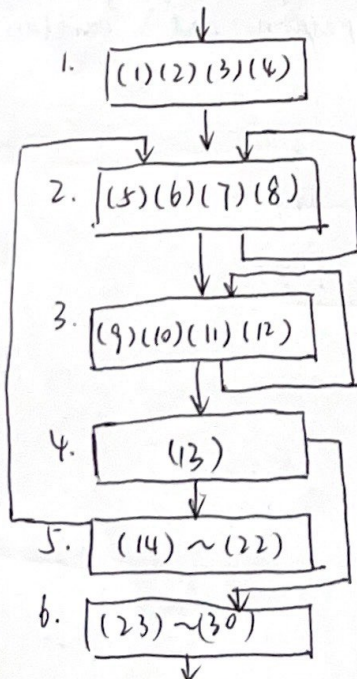 1. (1)(2)(3)(4)
2. (5)(6)(7)(8)
3. (9)(10)(11)(12)
4. (13)
5. (14) ~ (22)
6. (23) ~ (30)